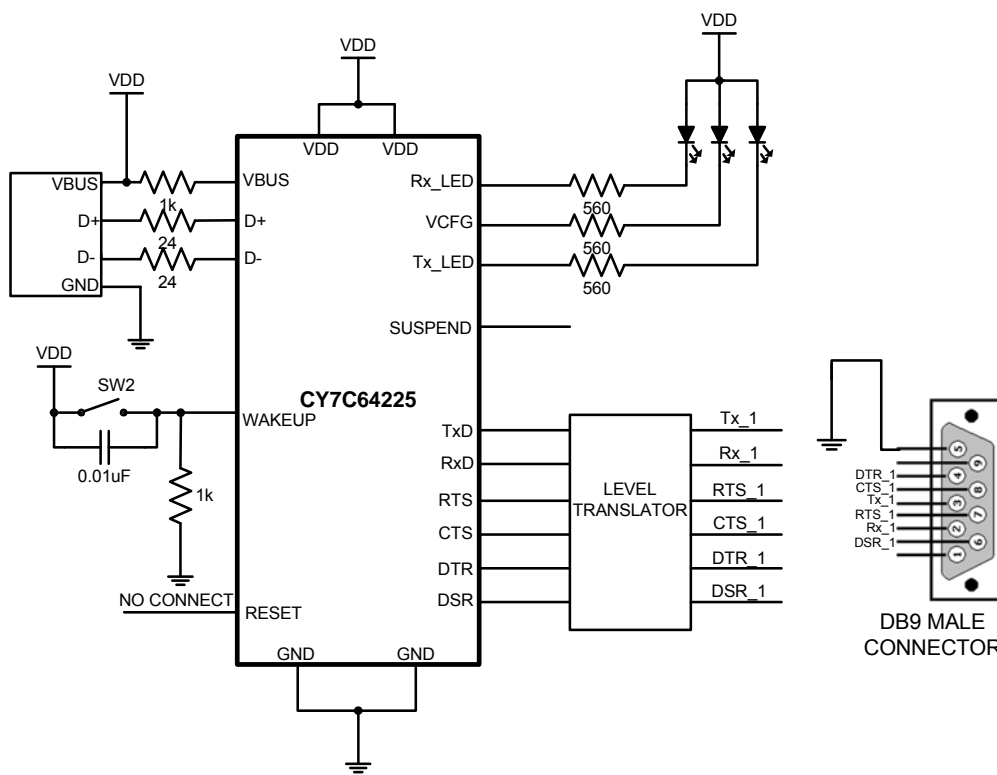 VDD
VDD
VDD
VDD VDD
VBUS
1k
VBUS
D+
24
D+
D-
24
D-
GND
Rx_LED
560
VCFG
560
Tx_LED
560
SUSPEND
VDD
SW2
0.01uF
WAKEUP
1k
CY7C64225
NO CONNECT
RESET
GND GND
TxD
RxD
RTS
CTS
DTR
DSR
LEVEL
TRANSLATOR
Tx_1
Rx_1
RTS_1
CTS_1
DTR_1
DSR_1
DTR_1
CTS_1
Tx_1
RTS_1
Rx_1
DSR_1
5
9
4
8
3
7
2
6
1
DB9 MALE
CONNECTOR